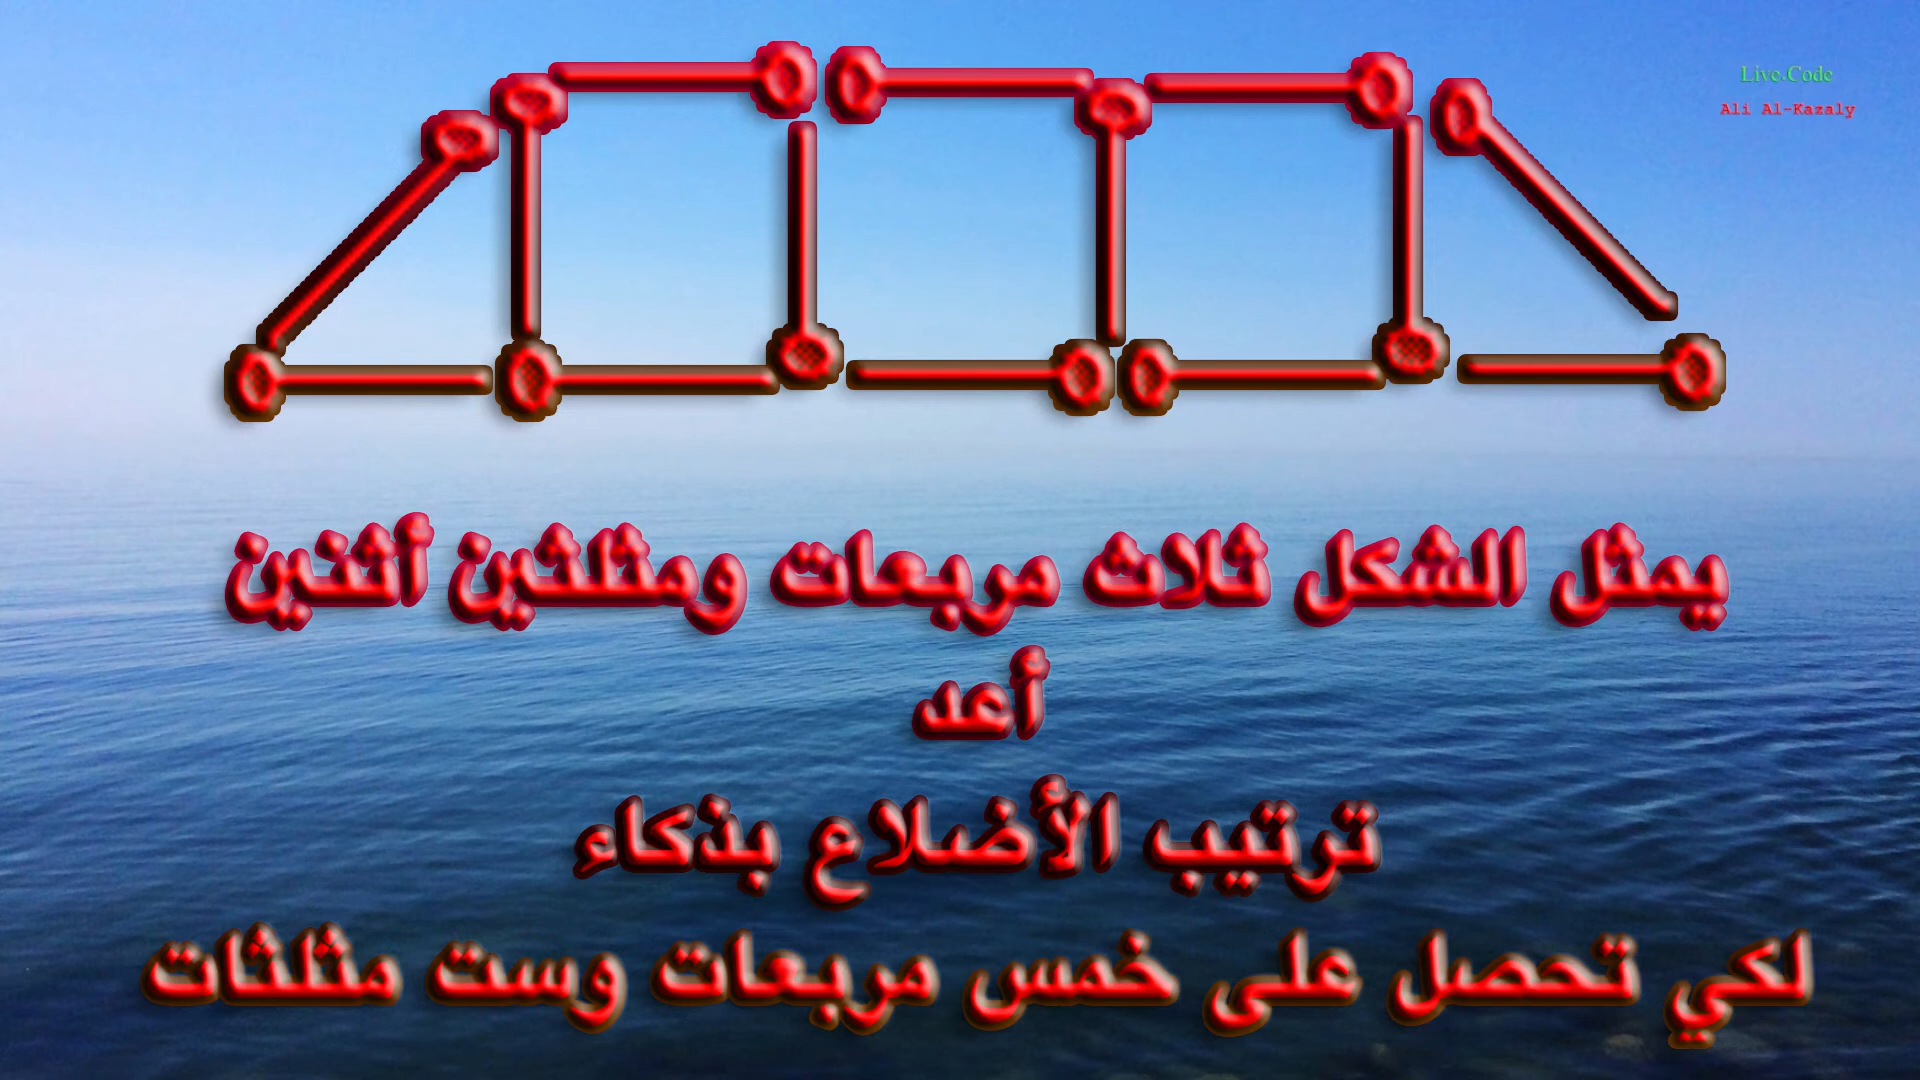 Live.Code
Ali Al-Kazaly
يمثل الشكل ثلاث مربعات ومثلثين أثنين
أعد
ترتيب الأضلاع بذكاء
لكي تحصل على خمس مربعات وست مثلثات